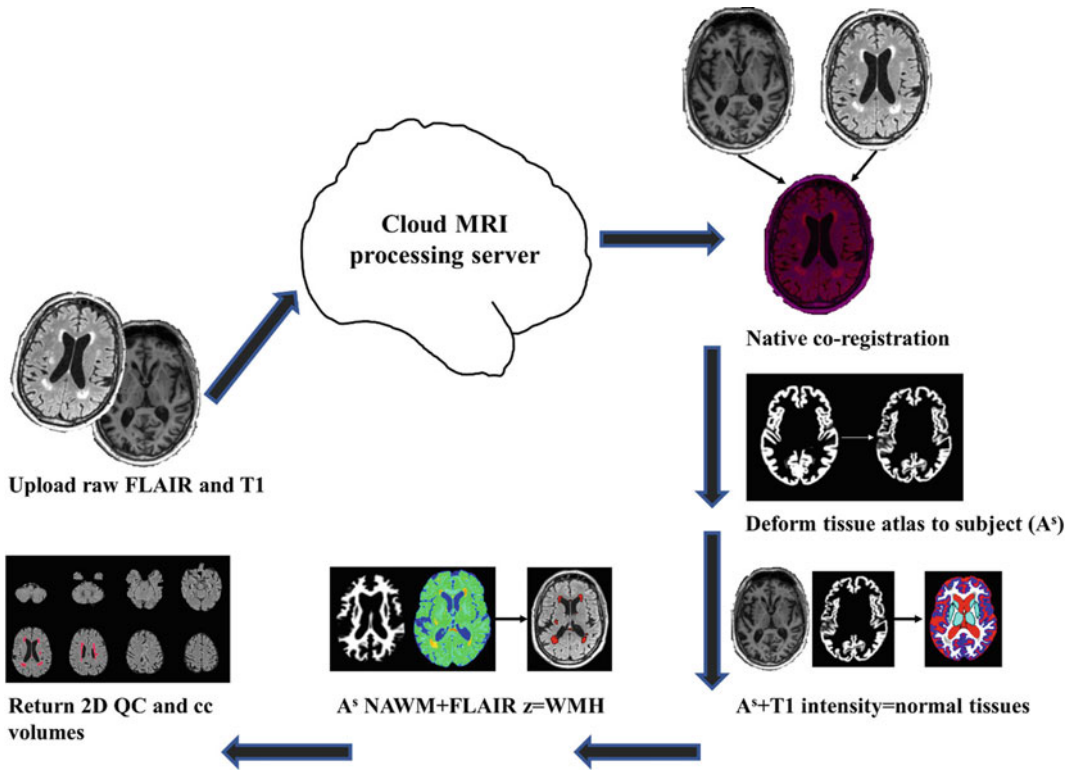 Cloud MRI
processing server
Upload raw FLAIR and T1
Native co-registration
Deform tissue atlas to subject (Aˢ)
Aˢ+T1 intensity=normal tissues
Aˢ NAWM+FLAIR z=WMH
Return 2D QC and cc
volumes